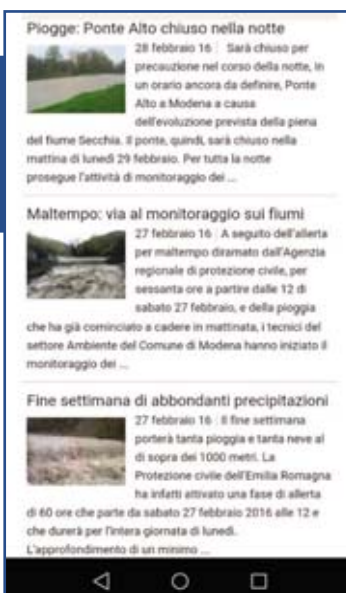 Piogge: Ponte Alto chiuso nella notte
28 febbraio 16 | Sarà chiuso per
precauzione nel corso della notte, in
un orario ancora da definire, Ponte
Alto a Modena a causa
dell'evoluzione prevista della piena
del fiume Secchia. Il ponte, quindi, sarà chiuso nella
mattina di lunedì 29 febbraio. Per tutta la notte
prosegue l'attività di monitoraggio dei ...
Maltempo: via al monitoraggio sui fiumi
27 febbraio 16 | A seguito dell'allerta
per maltempo diramato dall'Agenzia
regionale di protezione civile, per
sessanta ore a partire dalle 12 di
sabato 27 febbraio, e della pioggia
che ha già cominciato a cadere in mattinata, i tecnici del
settore Ambiente del Comune di Modena hanno iniziato il
monitoraggio dei ...
Fine settimana di abbondanti precipitazioni
27 febbraio 16 | Il fine settimana
porterà tanta pioggia e tanta neve al
di sopra dei 1000 metri. La
Protezione civile dell'Emilia Romagna
ha infatti attivato una fase di allerta
di 60 ore che parte da sabato 27 febbraio 2016 alle 12 e
che durerà per l'intera giornata di lunedì.
L'approfondimento di un minimo ...